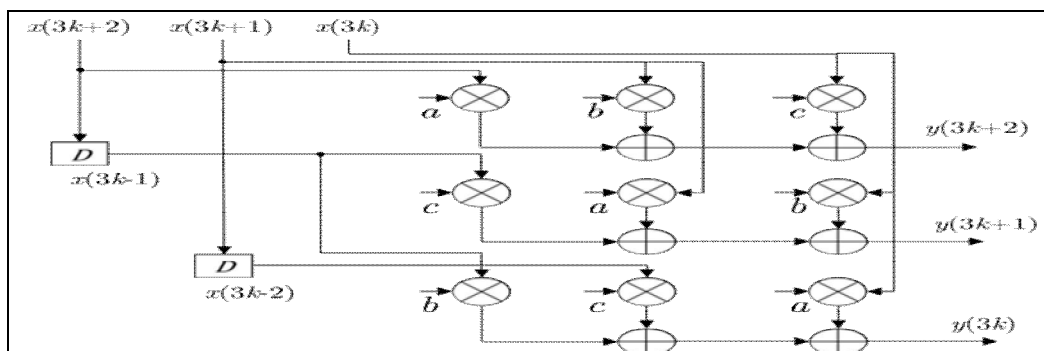 x(3k+2) x(3k+1) x(3k)
a b c
y(3k+2)
D
x(3k-1)
c a b
y(3k+1)
D
x(3k-2)
b c a
y(3k)